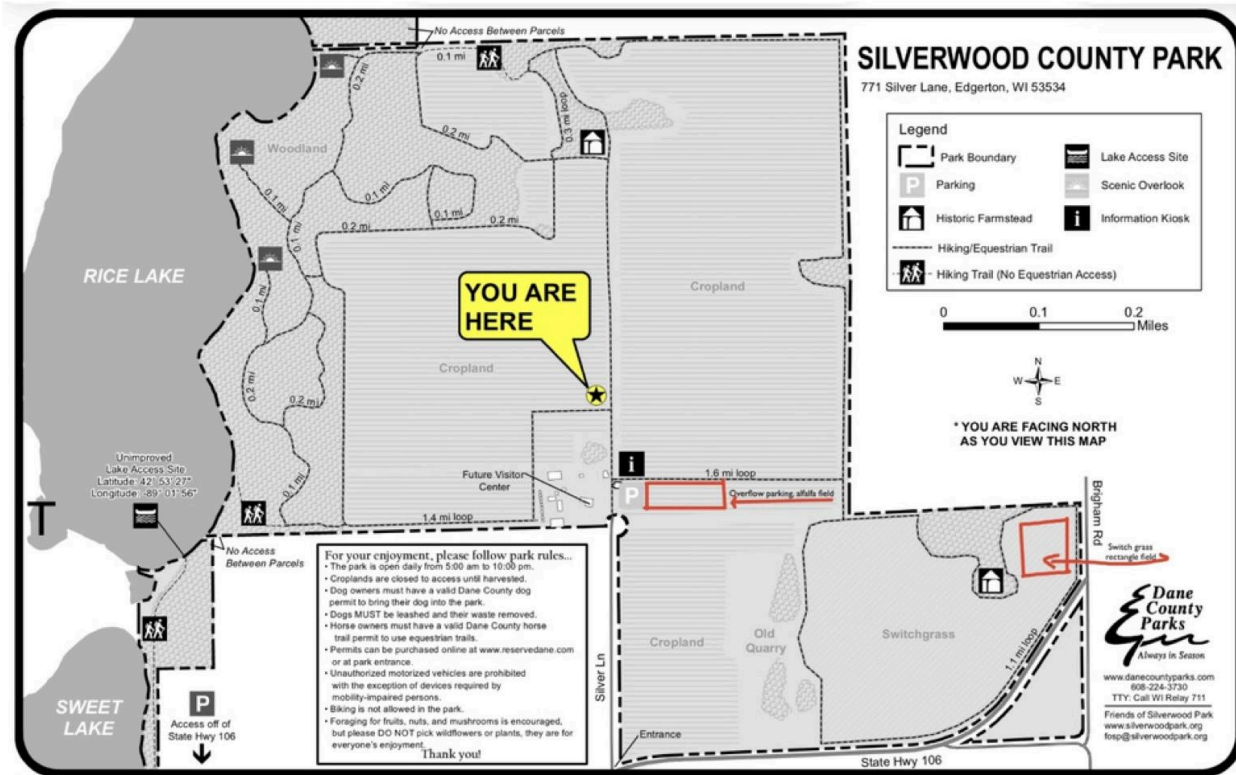 No Access Between Parcels
SILVERWOOD COUNTY PARK
771 Silver Lane, Edgerton, WI 53534
Legend
Park Boundary
Lake Access Site
P
Parking
Scenic Overlook
Historic Farmstead
i
Information Kiosk
Hiking/Equestrian Trail
Hiking Trail (No Equestrian Access)
0 0.1 0.2
Miles
N
W E
S
* YOU ARE FACING NORTH
AS YOU VIEW THIS MAP
0.1 mi
0.2 mi
0.3 mi loop
0.2 mi
Woodland
0.1 mi
0.1 mi
0.1 mi
0.2 mi
0.2 mi
0.1 mi
RICE LAKE
YOU ARE
HERE
Cropland
0.1 mi
Cropland
0.2 mi
Unimproved
Lake Access Site
Latitude: 42° 53' 27"
Longitude: -89° 01' 56"
T
0.1 mi
1.4 mi loop
Future Visitor
Center
i
1.6 mi loop
P
Overflow parking, alfalfa field
Brigham Rd
Switch grass
rectangle field
No Access
Between Parcels
For your enjoyment, please follow park rules...
• The park is open daily from 5:00 am to 10:00 pm.
• Croplands are closed to access until harvested.
• Dog owners must have a valid Dane County dog
permit to bring their dog into the park.
• Dogs MUST be leashed and their waste removed.
• Horse owners must have a valid Dane County horse
trail permit to use equestrian trails.
• Permits can be purchased online at www.reservedane.com
or at park entrance.
• Unauthorized motorized vehicles are prohibited
with the exception of devices required by
mobility-impaired persons.
• Biking is not allowed in the park.
• Foraging for fruits, nuts, and mushrooms is encouraged,
but please DO NOT pick wildflowers or plants, they are for
everyone's enjoyment.
Thank you!
SWEET
LAKE
P
Access off of
State Hwy 106
Silver Ln
Cropland
Old
Quarry
Switchgrass
1.1 mi loop
Entrance
State Hwy 106
Dane
County
Parks
Always in Season
www.danecountyparks.com
608-224-3730
TTY: Call WI Relay 711
Friends of Silverwood Park
www.silverwoodpark.org
fosp@silverwoodpark.org